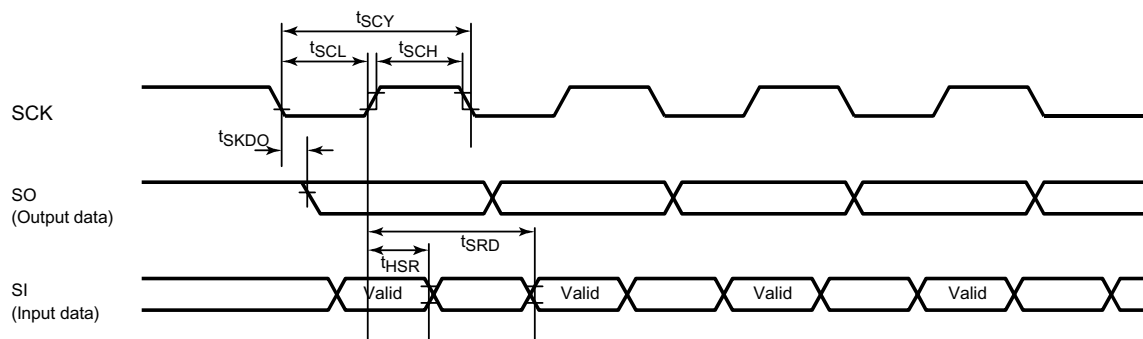 tSCY
tSCL
tSCH
SCK
tSKDO
SO
(Output data)
tSRD
tHSR
SI
(Input data)
Valid
Valid
Valid
Valid